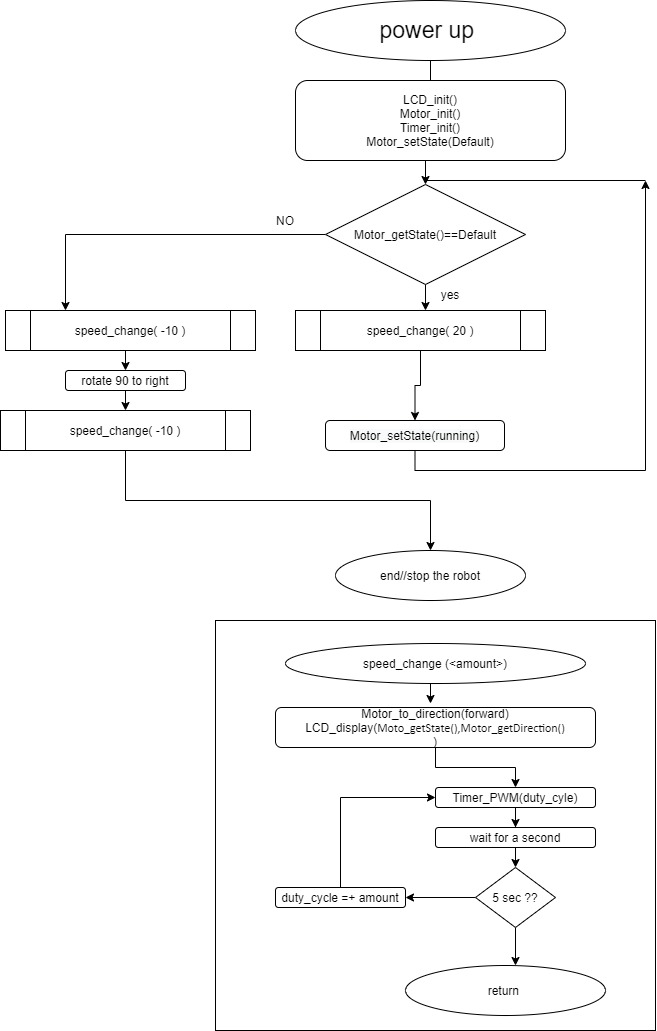 power up
LCD_init()
Motor_init()
Timer_init()
Motor_setState(Default)
Motor_getState()==Default
NO
yes
speed_change( -10 )
speed_change( 20 )
rotate 90 to right
speed_change( -10 )
Motor_setState(running)
end//stop the robot
speed_change (<amount>)
Motor_to_direction(forward)
LCD_display(Moto_getState(),Motor_getDirection()
)
Timer_PWM(duty_cyle)
wait for a second
5 sec ??
duty_cycle =+ amount
return